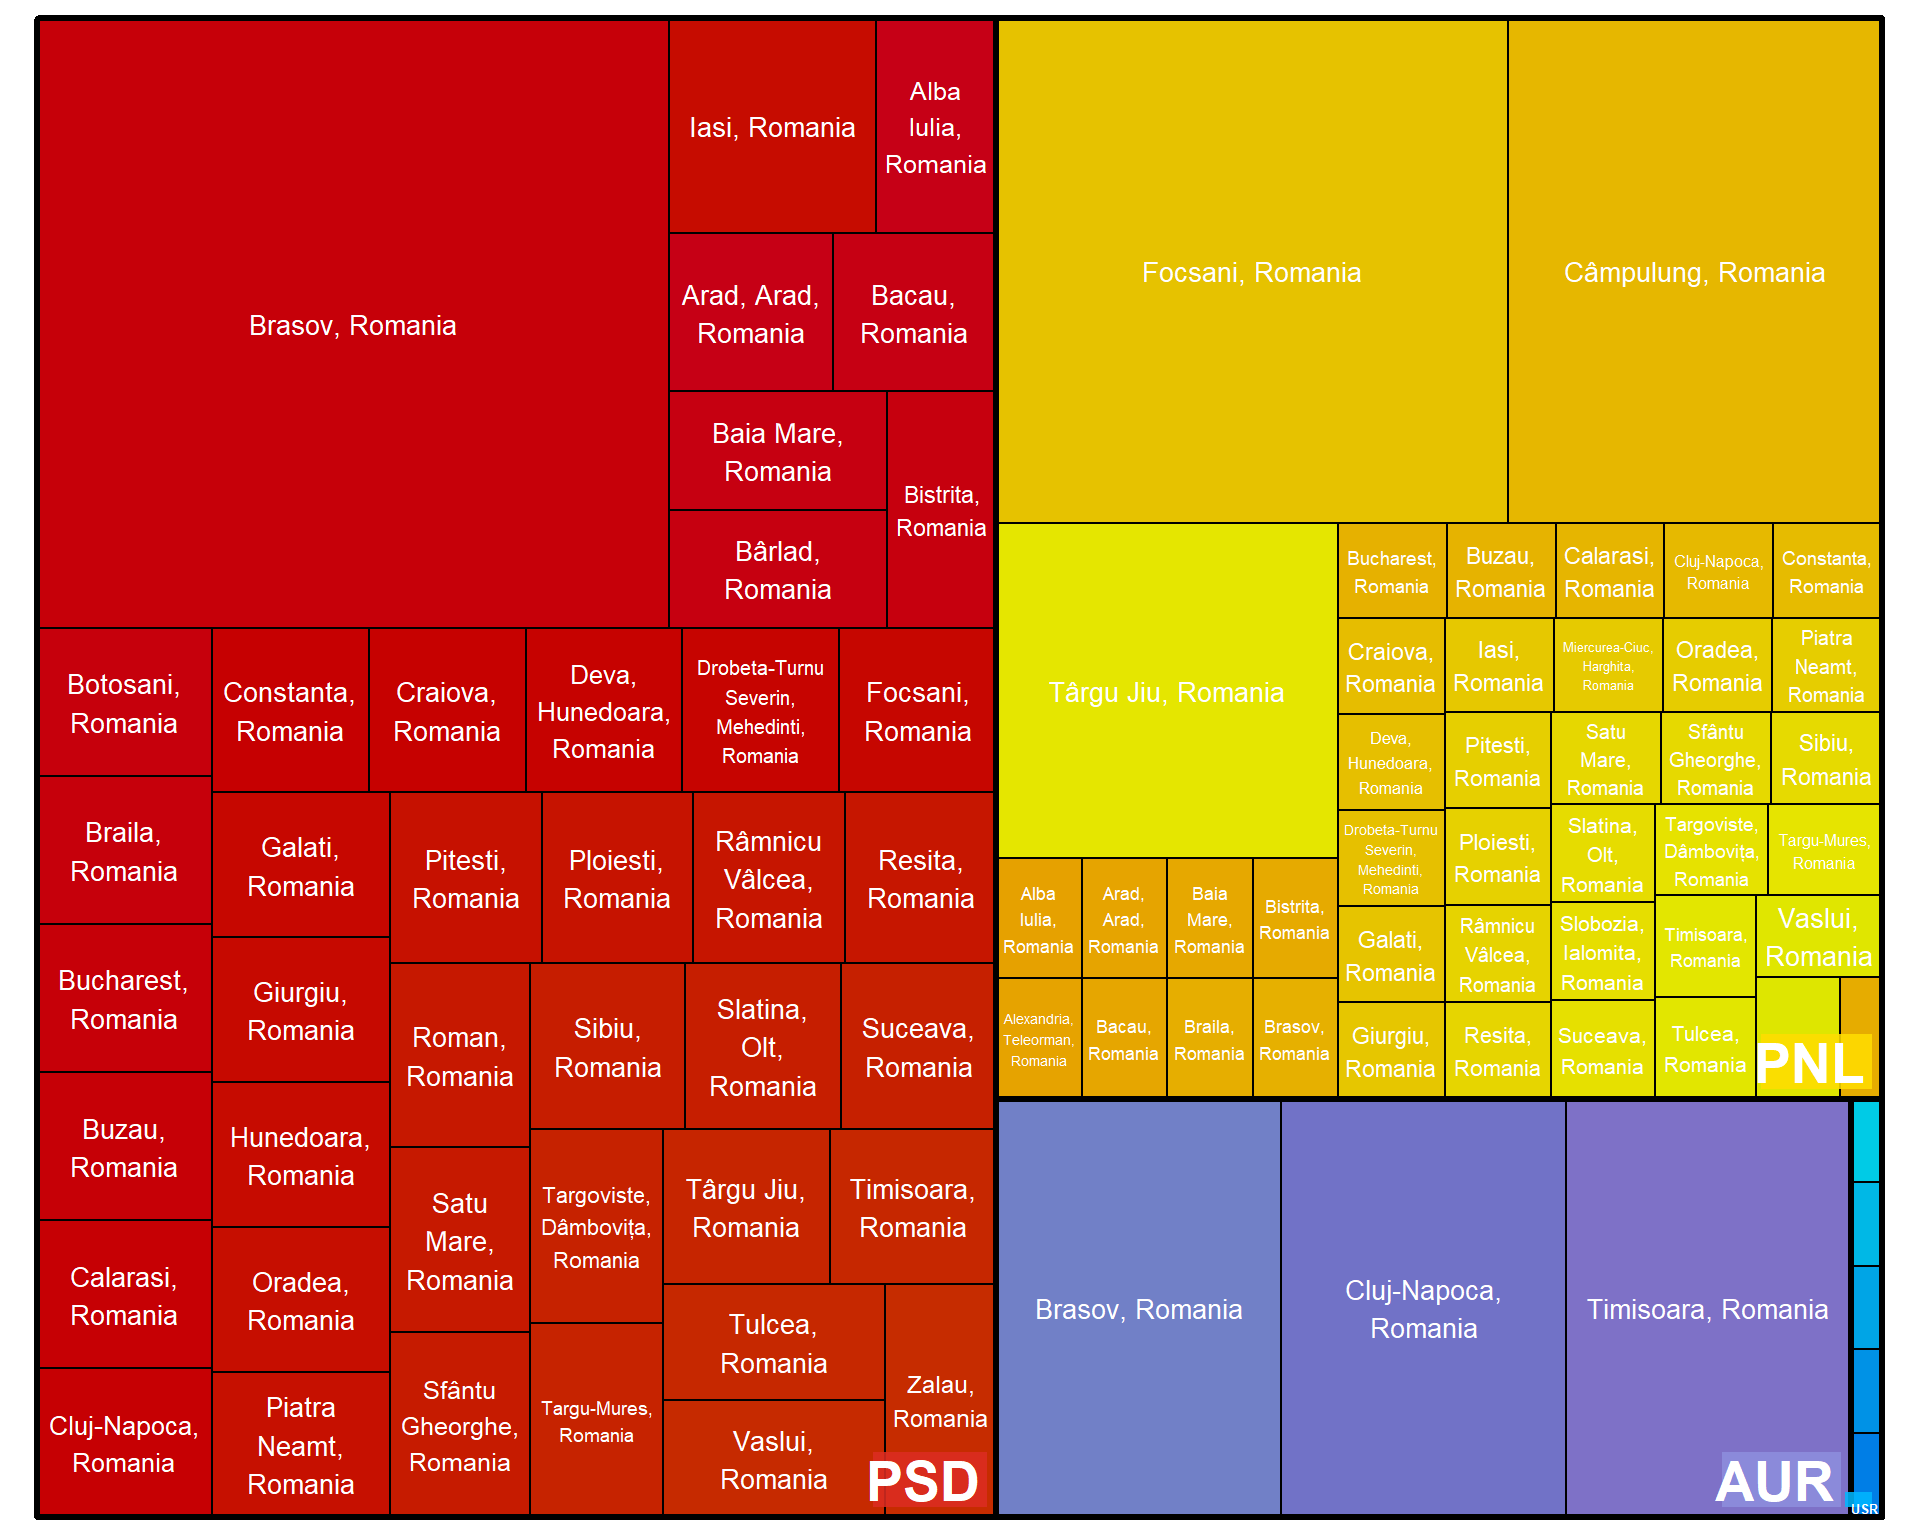 Brasov, Romania
Iasi, Romania
Alba
Iulia,
Romania
Arad, Arad,
Romania
Bacau,
Romania
Baia Mare,
Romania
Bârlad,
Romania
Bistrita,
Romania
Botosani,
Romania
Braila,
Romania
Bucharest,
Romania
Buzau,
Romania
Calarasi,
Romania
Cluj-Napoca,
Romania
Constanta,
Romania
Craiova,
Romania
Deva,
Hunedoara,
Romania
Drobeta-Turnu
Severin,
Mehedinti,
Romania
Focsani,
Romania
Galati,
Romania
Giurgiu,
Romania
Hunedoara,
Romania
Oradea,
Romania
Piatra
Neamt,
Romania
Pitesti,
Romania
Ploiesti,
Romania
Râmnicu
Vâlcea,
Romania
Resita,
Romania
Roman,
Romania
Satu
Mare,
Romania
Sfântu
Gheorghe,
Romania
Sibiu,
Romania
Slatina,
Olt,
Romania
Suceava,
Romania
Targoviste,
Dâmbovița,
Romania
Targu-Mures,
Romania
Târgu Jiu,
Romania
Timisoara,
Romania
Tulcea,
Romania
Vaslui,
Romania
Zalau,
Romania
PSD
Focsani, Romania
Câmpulung, Romania
Târgu Jiu, Romania
Alba
Iulia,
Romania
Arad,
Arad,
Romania
Baia
Mare,
Romania
Bistrita,
Romania
Alexandria,
Teleorman,
Romania
Bacau,
Romania
Braila,
Romania
Brasov,
Romania
Bucharest,
Romania
Buzau,
Romania
Calarasi,
Romania
Cluj-Napoca,
Romania
Constanta,
Romania
Craiova,
Romania
Deva,
Hunedoara,
Romania
Drobeta-Turnu
Severin,
Mehedinti,
Romania
Galati,
Romania
Giurgiu,
Romania
Iasi,
Romania
Miercurea-Ciuc,
Harghita,
Romania
Oradea,
Romania
Piatra
Neamt,
Romania
Pitesti,
Romania
Ploiesti,
Romania
Râmnicu
Vâlcea,
Romania
Resita,
Romania
Satu
Mare,
Romania
Sfântu
Gheorghe,
Romania
Sibiu,
Romania
Slatina,
Olt,
Romania
Slobozia,
Ialomita,
Romania
Suceava,
Romania
Targoviste,
Dâmbovița,
Romania
Targu-Mures,
Romania
Timisoara,
Romania
Tulcea,
Romania
Vaslui,
Romania
PNL
Brasov, Romania
Cluj-Napoca,
Romania
Timisoara, Romania
AUR
USR